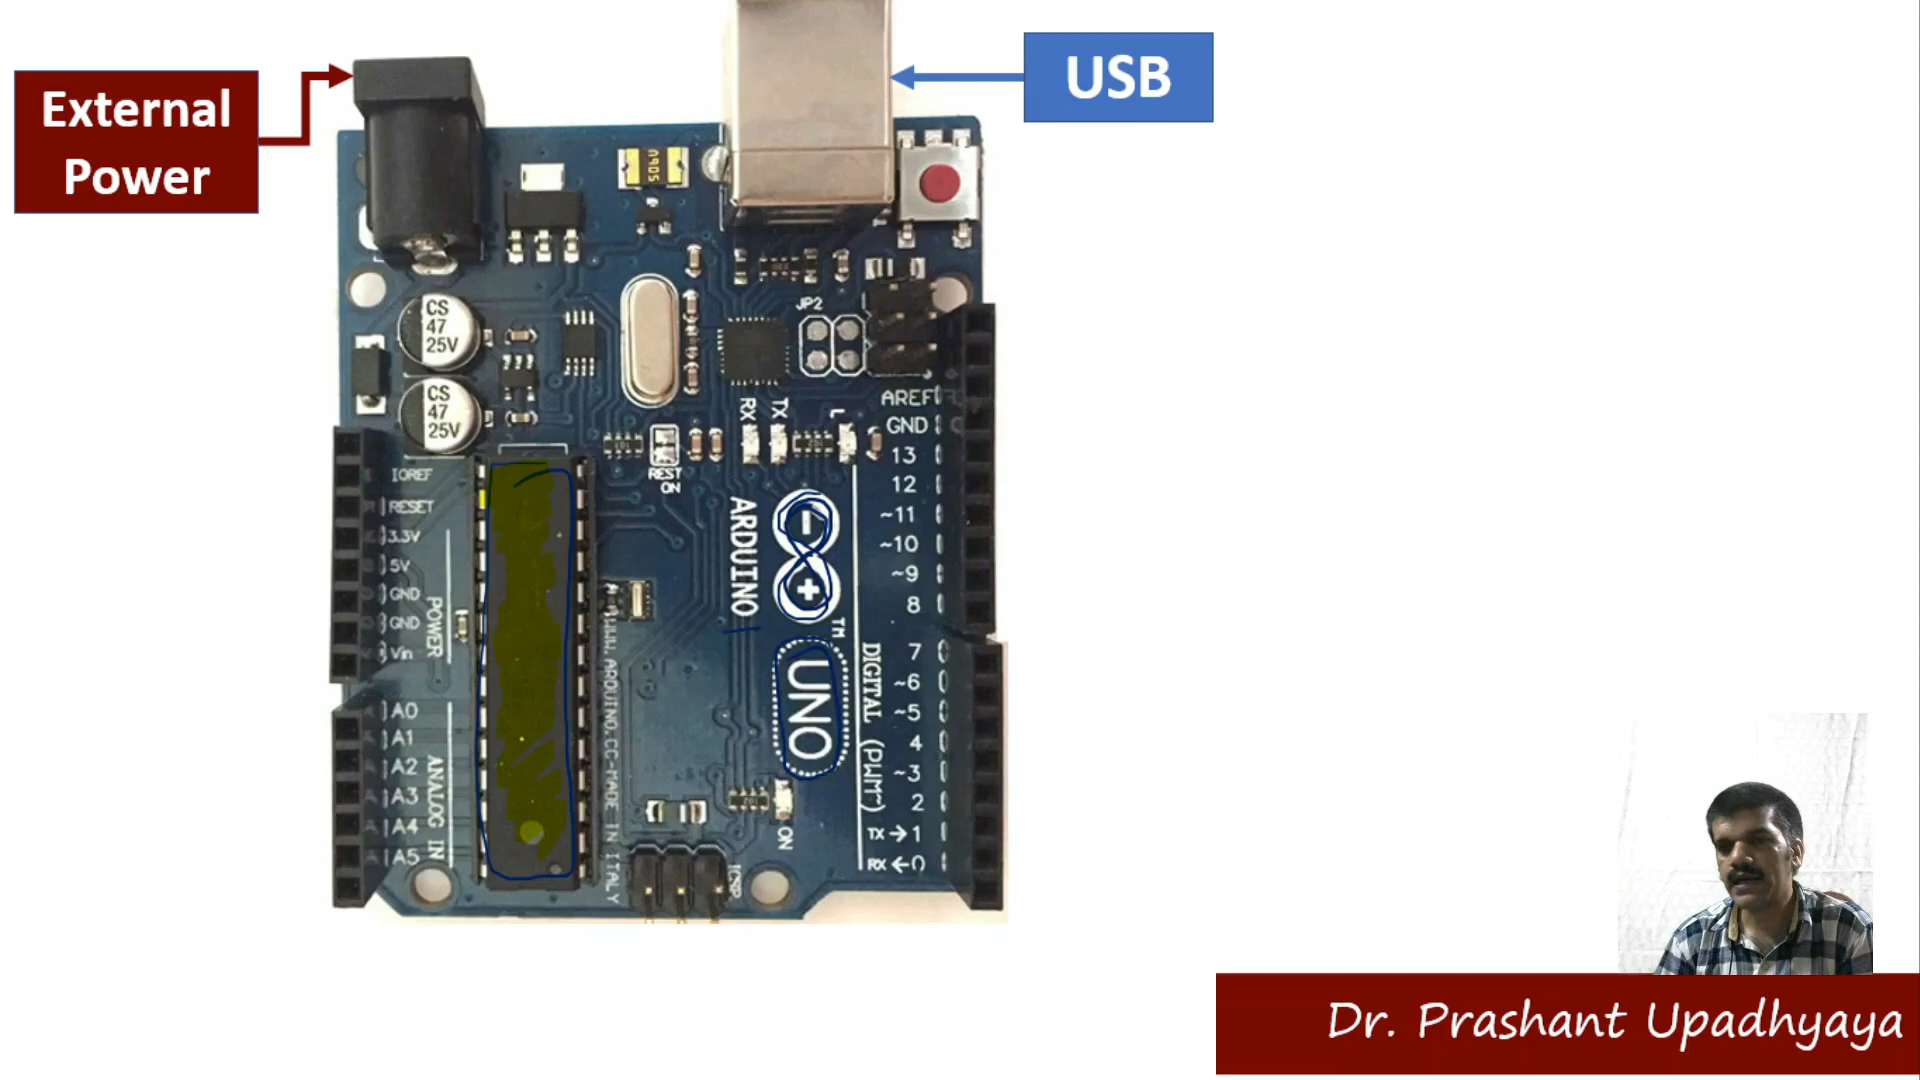 External
Power
USB
CS
47
25V
CS
47
25V
JP2
RX
TX
L
REST
ON
AREF
GND
13
12
~11
~10
~9
8
7
~6
~5
4
~3
2
TX→1
RX←0
DIGITAL (PWM~)
IOREF
RESET
3.3V
5V
GND
GND
Vin
POWER
A0
A1
A2
A3
A4
A5
ANALOG IN
ARDUINO
TM
UNO
WWW.ARDUINO.CC-MADE IN ITALY
ON
ICSP
Dr. Prashant Upadhyaya